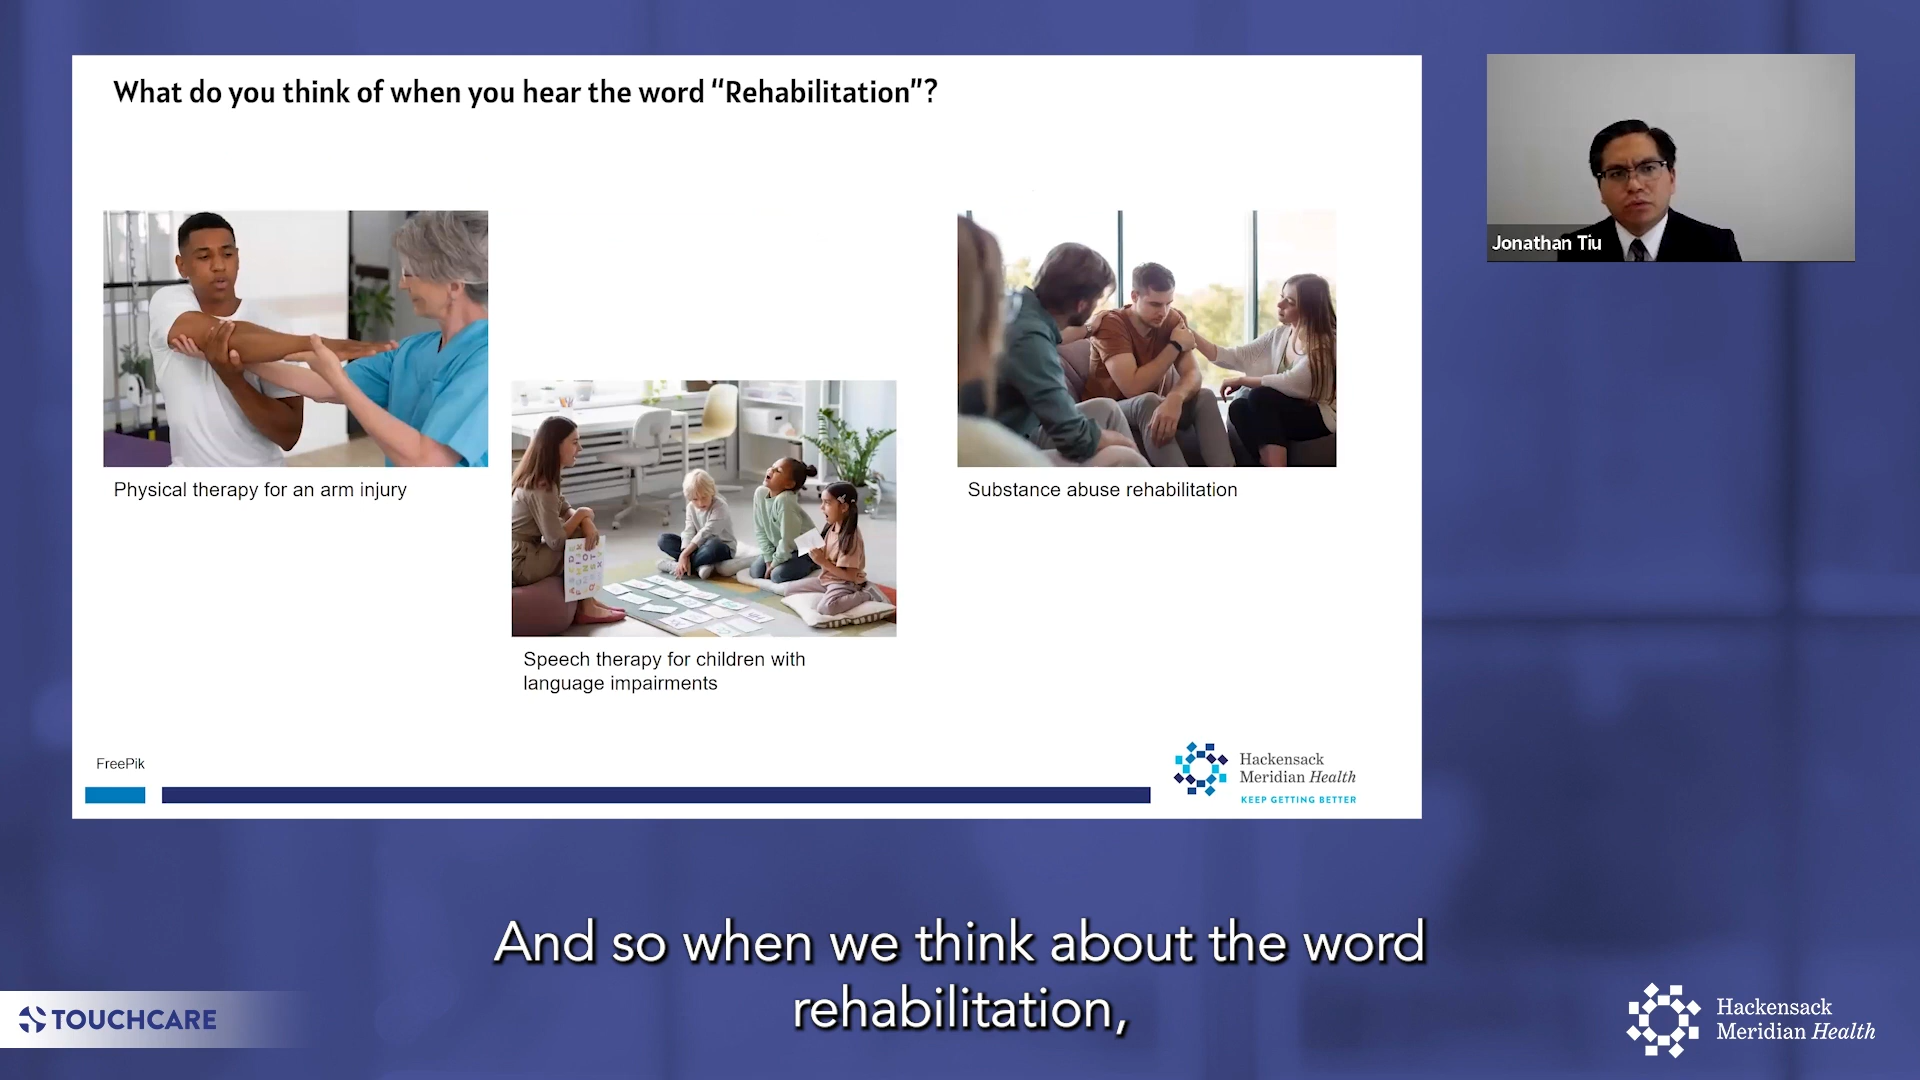 What do you think of when you hear the word “Rehabilitation”?
Jonathan Tiu
Physical therapy for an arm injury
Substance abuse rehabilitation
Speech therapy for children with
language impairments
FreePik
Hackensack
Meridian Health
KEEP GETTING BETTER
And so when we think about the word
rehabilitation,
TOUCHCARE
Hackensack
Meridian Health